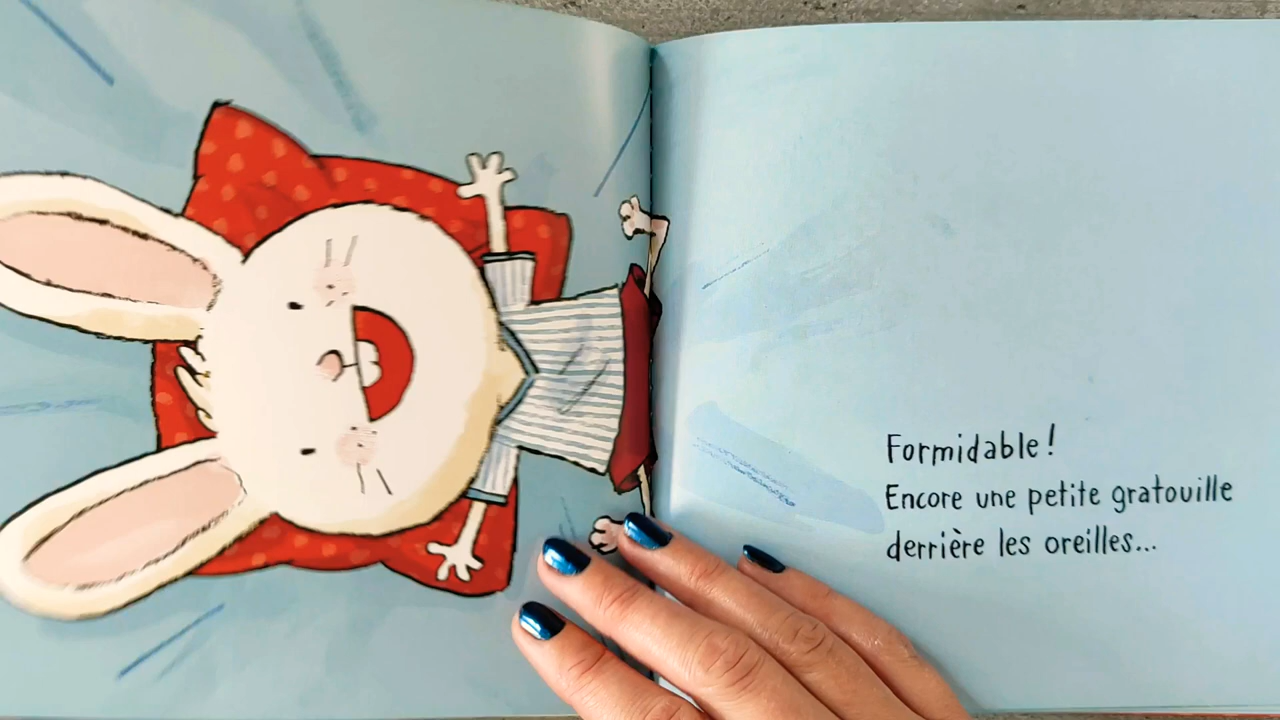 Formidable !
Encore une petite gratouille
derrière les oreilles...